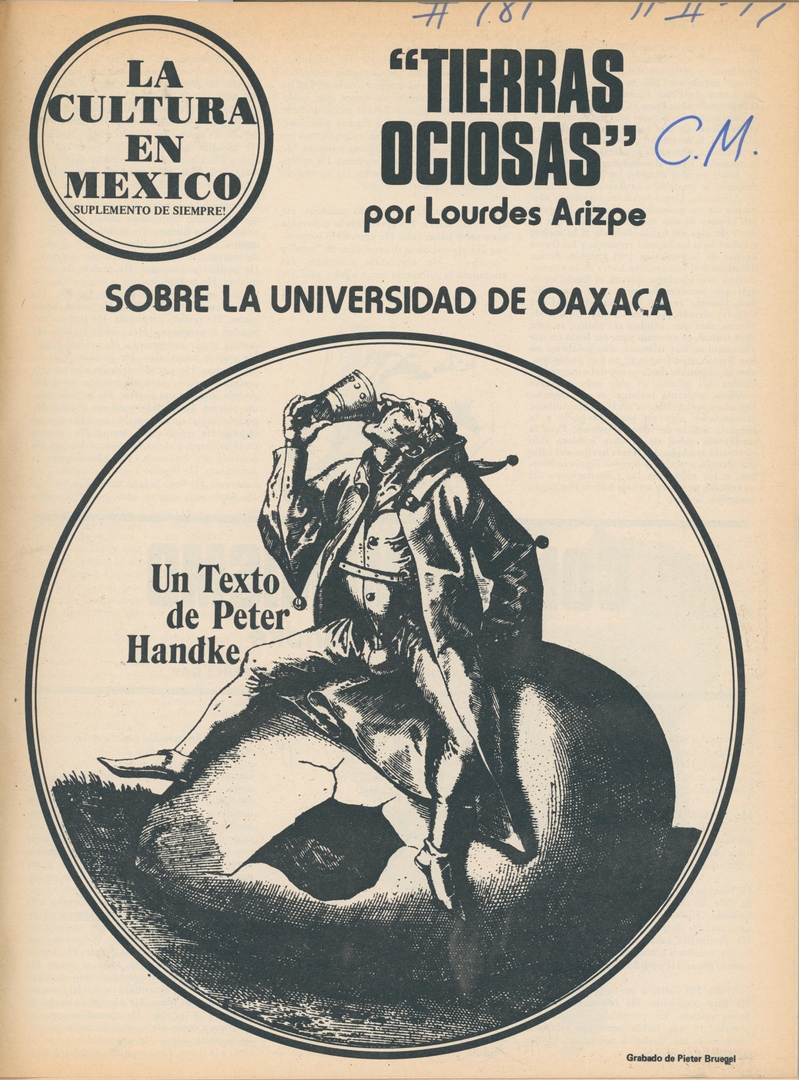 LA
CULTURA
EN
MEXICO
SUPLEMENTO DE SIEMPRE!
"TIERRAS
OCIOSAS"
C.M.
por Lourdes Arizpe
SOBRE LA UNIVERSIDAD DE OAXACA
Un Texto
de Peter
Handke
Grabado de Pieter Bruegel